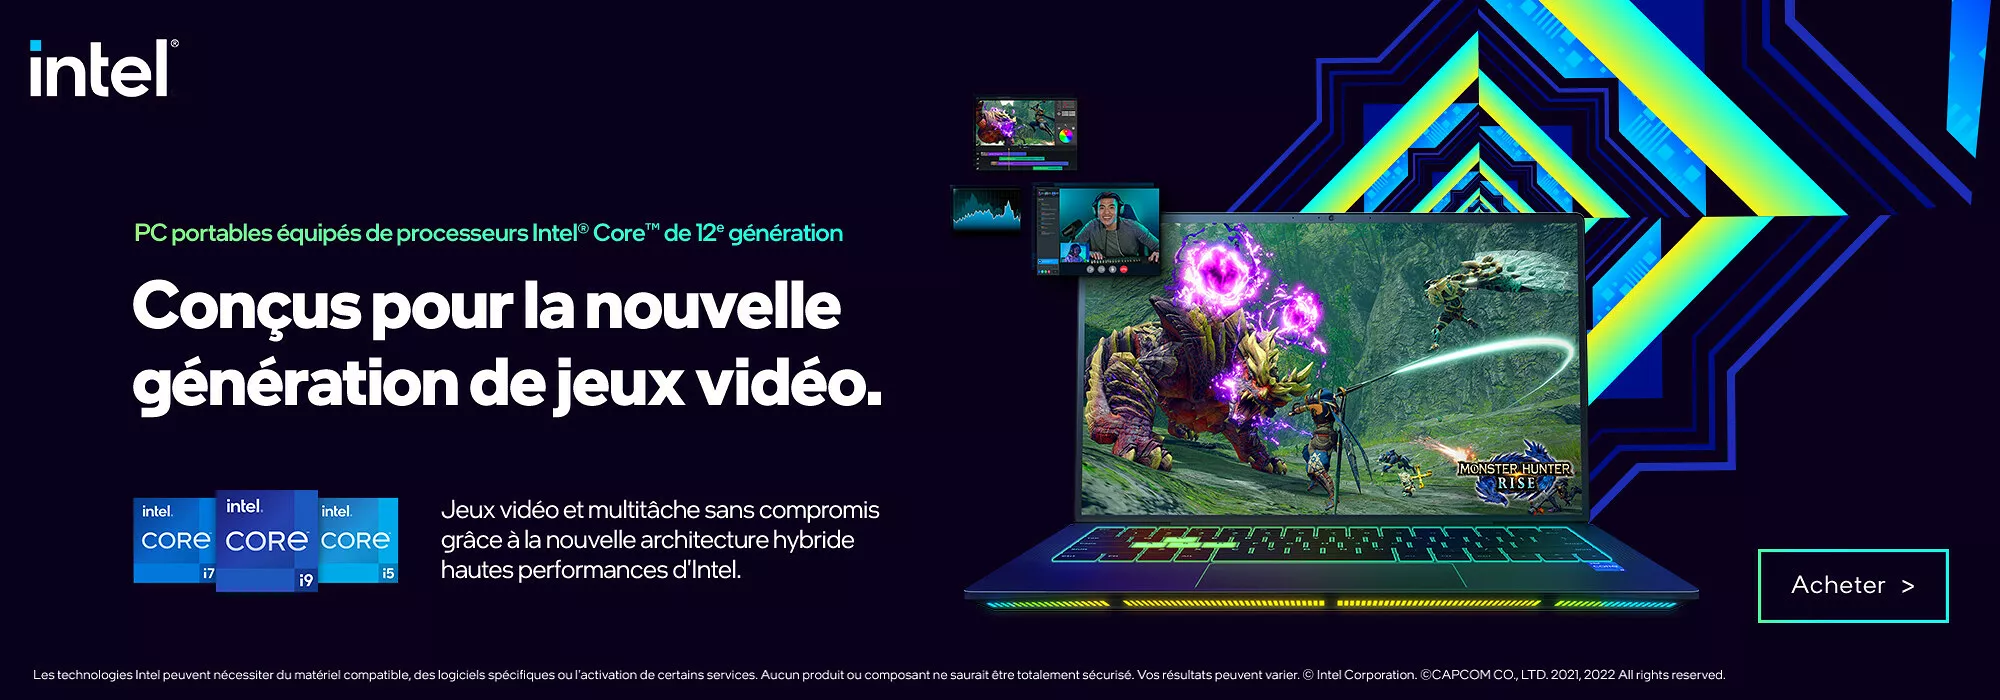 intel®
PC portables équipés de processeurs Intel® Core™ de 12e génération
Conçus pour la nouvelle
génération de jeux vidéo.
intel.
CORE
i7
intel.
CORE
i9
intel.
CORE
i5
Jeux vidéo et multitâche sans compromis
grâce à la nouvelle architecture hybride
hautes performances d'Intel.
MONSTER HUNTER
RISE
Acheter >
Les technologies Intel peuvent nécessiter du matériel compatible, des logiciels spécifiques ou l'activation de certains services. Aucun produit ou composant ne saurait être totalement sécurisé. Vos résultats peuvent varier. © Intel Corporation. ©CAPCOM CO., LTD. 2021, 2022 All rights reserved.